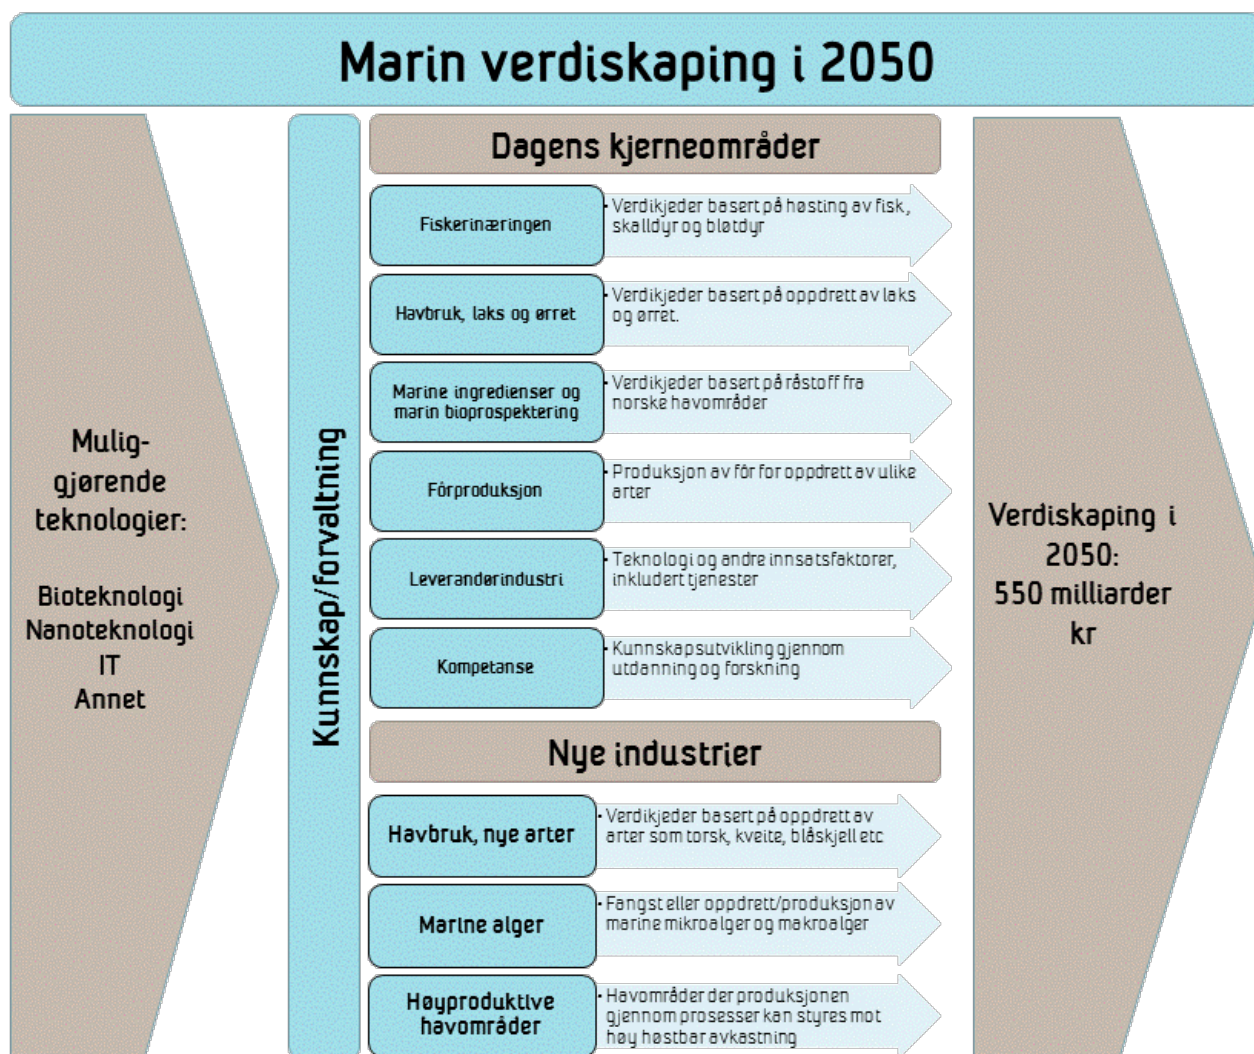 Marin verdiskaping i 2050
Mulig-
gjørende
teknologier:
Bioteknologi
Nanoteknologi
IT
Annet
Kunnskap/forvaltning
Dagens kjerneområder
Fiskerinæringen
• Verdikjeder basert på høsting av fisk,
skalldyr og bløtdyr
Havbruk, laks og ørret
• Verdikjeder basert på oppdrett av laks
og ørret.
Marine ingredienser og
marin bioprospektering
• Verdikjeder basert på råstoff fra
norske havområder
Fôrproduksjon
• Produksjon av fôr for oppdrett av ulike
arter
Leverandørindustri
• Teknologi og andre innsatsfaktorer,
inkludert tjenester
Kompetanse
• Kunnskapsutvikling gjennom
utdanning og forskning
Nye industrier
Havbruk, nye arter
• Verdikjeder basert på oppdrett av
arter som torsk, kveite, blåskjell etc
Marine alger
• Fangst eller oppdrett/produksjon av
marine mikroalger og makroalger
Høyproduktive
havområder
• Havområder der produksjonen
gjennom prosesser kan styres mot
høy høstbar avkastning
Verdiskaping i
2050:
550 milliarder
kr